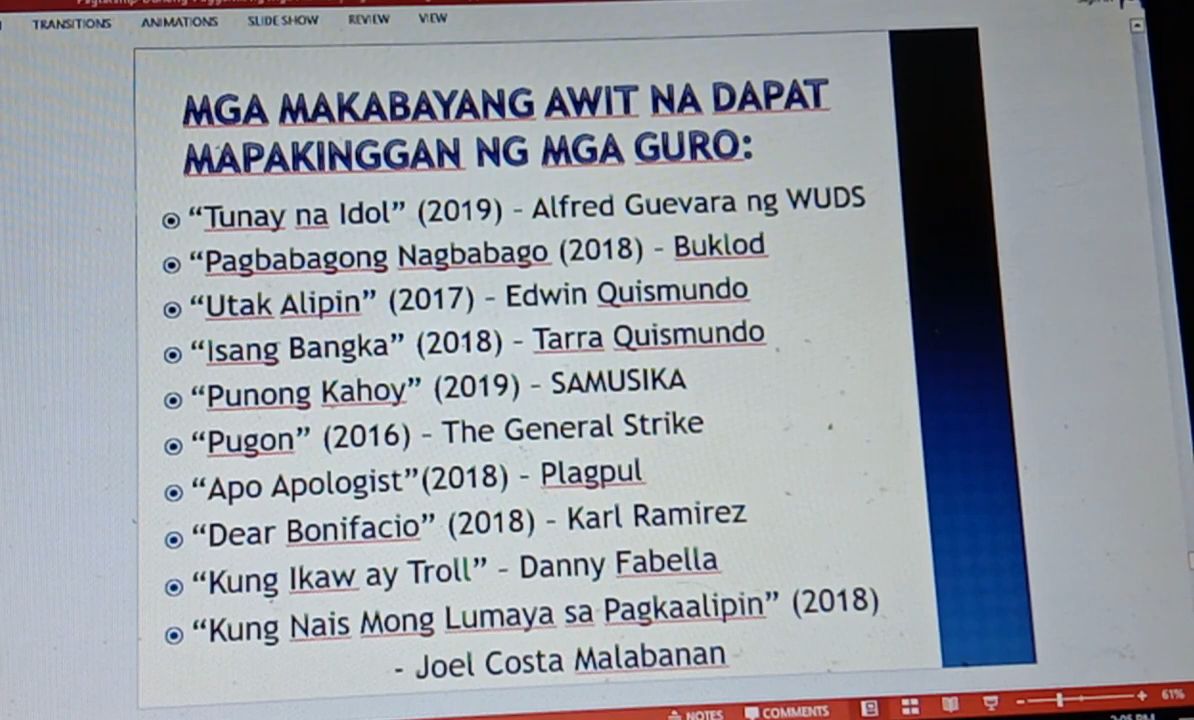 TRANSITIONS ANIMATIONS SLIDE SHOW REVIEW VIEW
MGA MAKABAYANG AWIT NA DAPAT
MAPAKINGGAN NG MGA GURO:
“Tunay na Idol” (2019) - Alfred Guevara ng WUDS
“Pagbabagong Nagbabago (2018) - Buklod
“Utak Alipin” (2017) - Edwin Quismundo
“Isang Bangka” (2018) - Tarra Quismundo
“Punong Kahoy” (2019) - SAMUSIKA
“Pugon” (2016) - The General Strike
“Apo Apologist”(2018) - Plagpul
“Dear Bonifacio” (2018) - Karl Ramirez
“Kung Ikaw ay Troll” - Danny Fabella
“Kung Nais Mong Lumaya sa Pagkaalipin” (2018)
- Joel Costa Malabanan
NOTES COMMENTS 61%